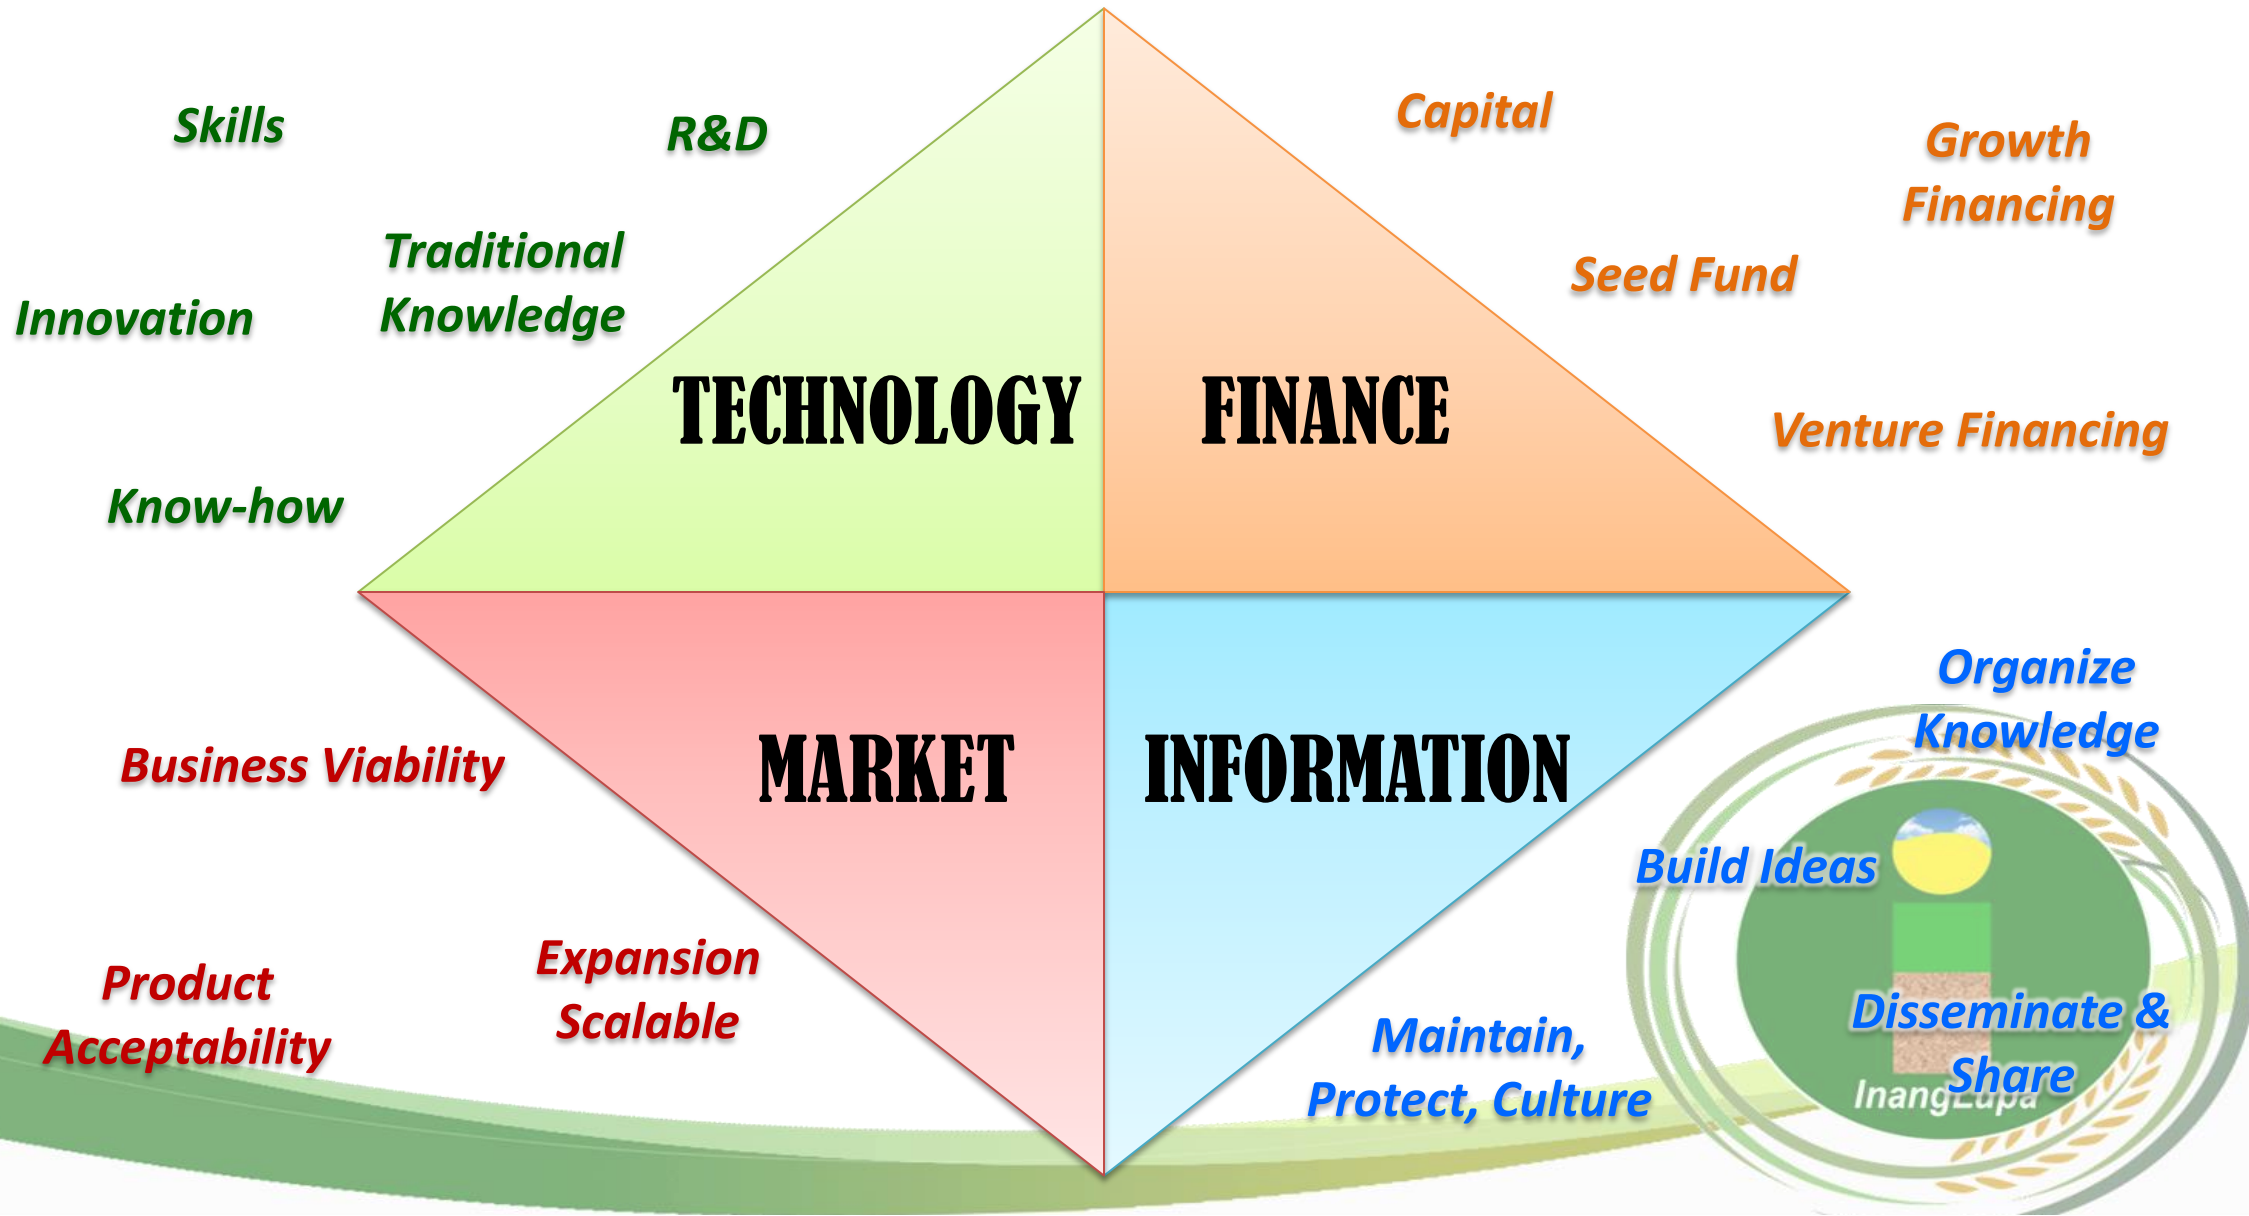 Skills
R&D
Traditional
Knowledge
Innovation
Know-how
TECHNOLOGY
Capital
Growth
Financing
Seed Fund
Venture Financing
FINANCE
MARKET
Business Viability
Product
Acceptability
Expansion
Scalable
INFORMATION
Organize
Knowledge
Build Ideas
Disseminate &
Share
Maintain,
Protect, Culture
InangLupa